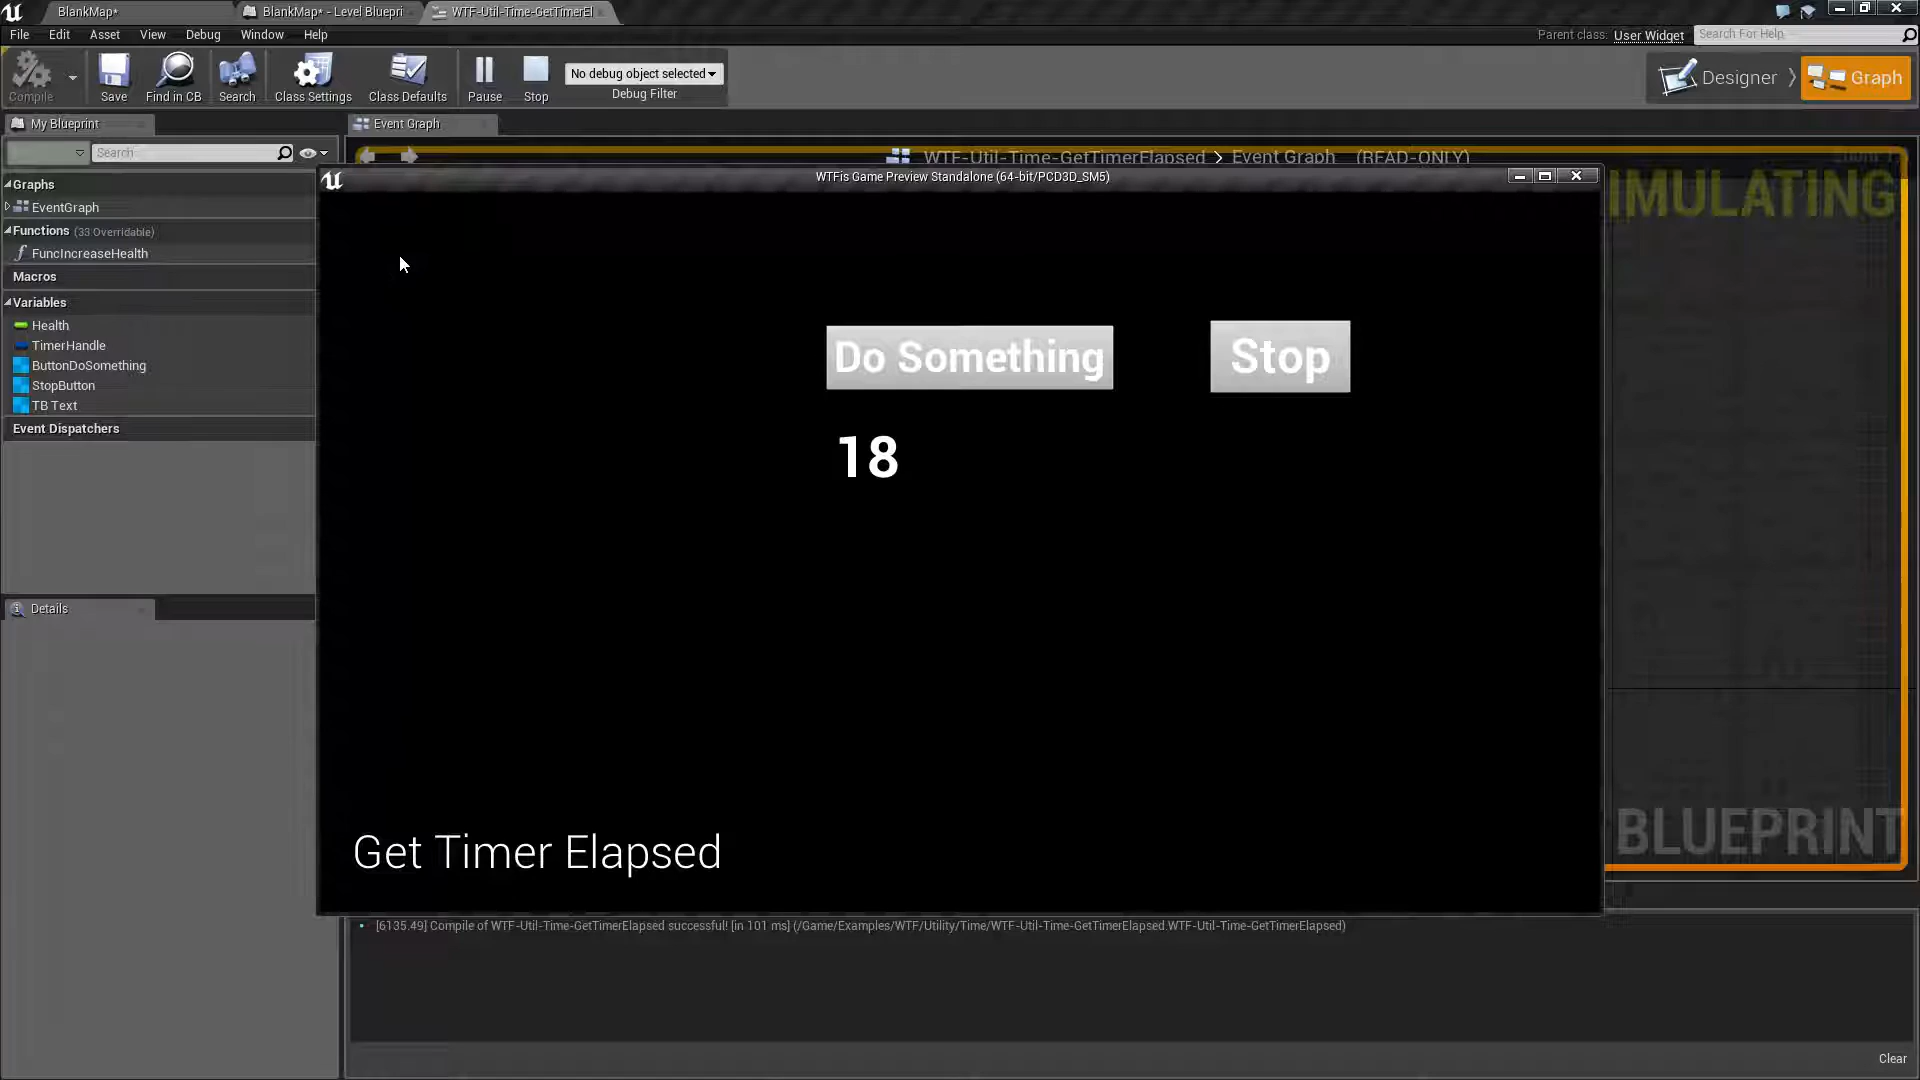 BlankMap*
BlankMap* - Level Bluepri
WTF-Util-Time-GetTimerEl
File Edit Asset View Debug Window Help
Parent class: User Widget
Search For Help
Compile
Save
Find in CB
Search
Class Settings
Class Defaults
Pause
Stop
No debug object selected
Debug Filter
Designer
Graph
My Blueprint
Event Graph
Search
WTF-Util-Time-GetTimerElapsed > Event Graph (READ-ONLY)
WTFis Game Preview Standalone (64-bit/PCD3D_SM5)
IMULATING
Graphs
EventGraph
Functions (33 Overridable)
FuncIncreaseHealth
Macros
Variables
Health
TimerHandle
ButtonDoSomething
StopButton
TB Text
Event Dispatchers
Do Something
Stop
18
Details
Get Timer Elapsed
BLUEPRINT
[6135.49] Compile of WTF-Util-Time-GetTimerElapsed successful! [in 101 ms] (/Game/Examples/WTF/Utility/Time/WTF-Util-Time-GetTimerElapsed.WTF-Util-Time-GetTimerElapsed)
Clear